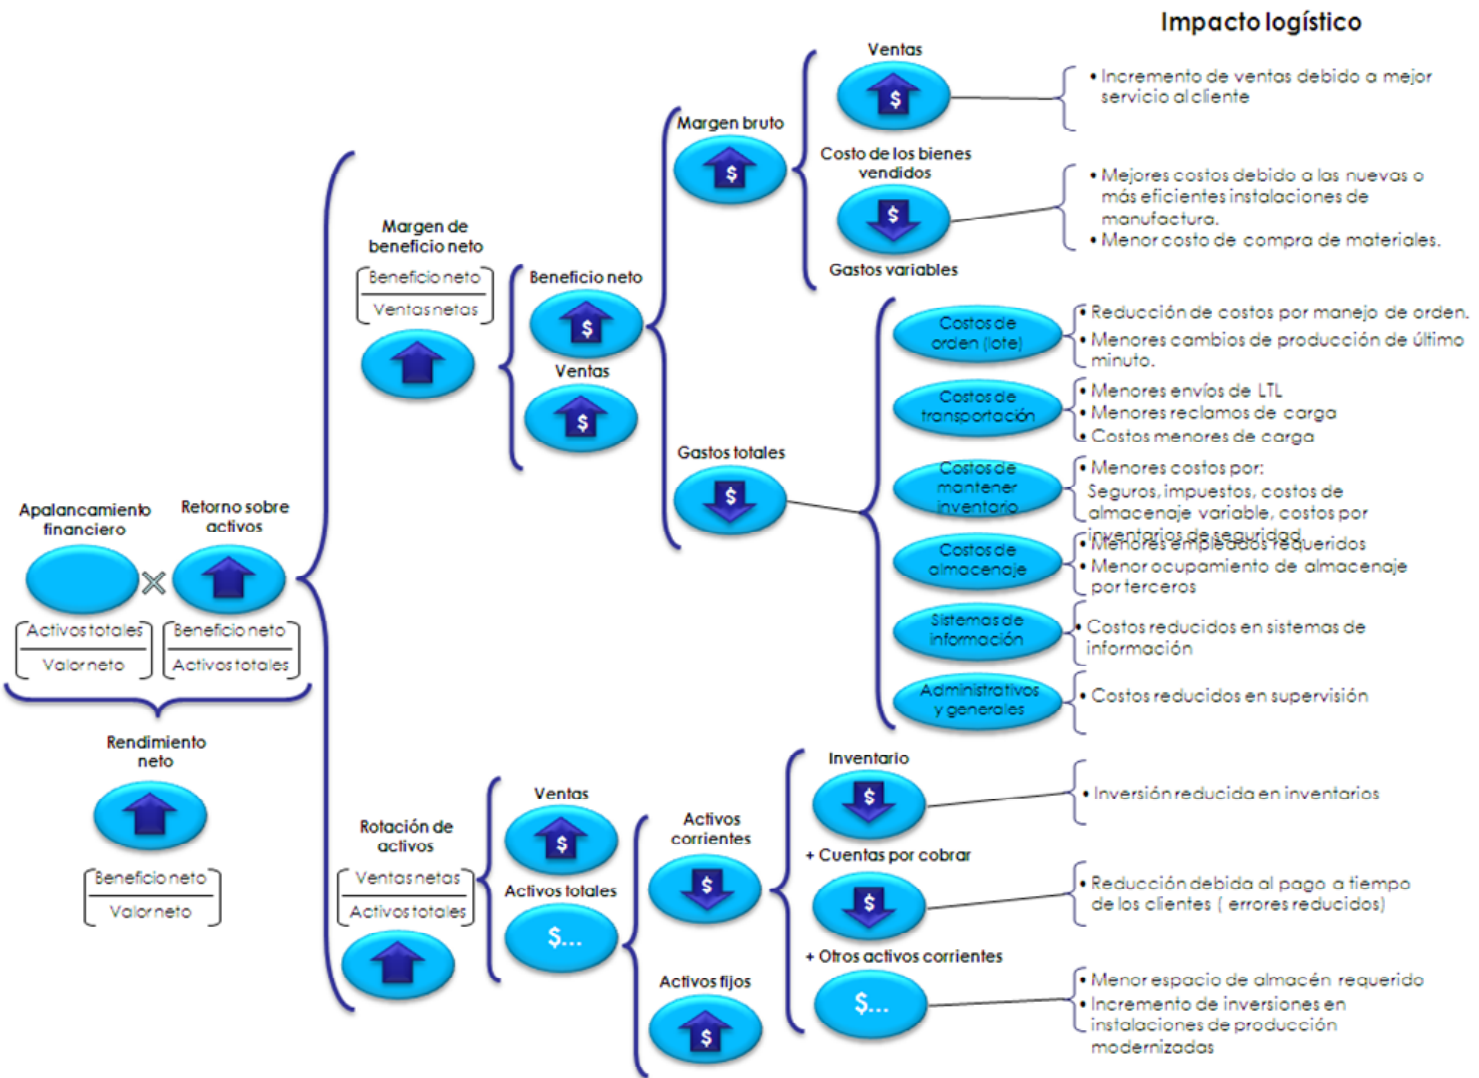 Impacto logístico
Ventas
$
• Incremento de ventas debido a mejor
servicio al cliente
Margen bruto
$
Costo de los bienes
vendidos
$
• Mejores costos debido a las nuevas o
más eficientes instalaciones de
manufactura.
• Menor costo de compra de materiales.
Gastos variables
Margen de
beneficio neto
Beneficio neto
Ventas netas
Beneficio neto
$
Ventas
$
Costos de
orden (lote)
• Reducción de costos por manejo de orden.
• Menores cambios de producción de último
minuto.
Costos de
transportación
• Menores envíos de LTL
• Menores reclamos de carga
• Costos menores de carga
Gastos totales
$
Costos de
mantener
inventario
• Menores costos por:
Seguros, impuestos, costos de
almacenaje variable, costos por
inventarios de seguridad
Costos de
almacenaje
• Menores empleados requeridos
• Menor ocupamiento de almacenaje
por terceros
Sistemas de
información
• Costos reducidos en sistemas de
información
Administrativos
y generales
• Costos reducidos en supervisión
Apalancamiento
financiero
Retorno sobre
activos
×
Activos totales
Valor neto
Beneficio neto
Activos totales
Rendimiento
neto
Beneficio neto
Valor neto
Rotación de
activos
Ventas netas
Activos totales
Ventas
$
Activos totales
$...
Activos
corrientes
$
Activos fijos
$
Inventario
$
• Inversión reducida en inventarios
+ Cuentas por cobrar
$
• Reducción debida al pago a tiempo
de los clientes ( errores reducidos)
+ Otros activos corrientes
$...
• Menor espacio de almacén requerido
• Incremento de inversiones en
instalaciones de producción
modernizadas